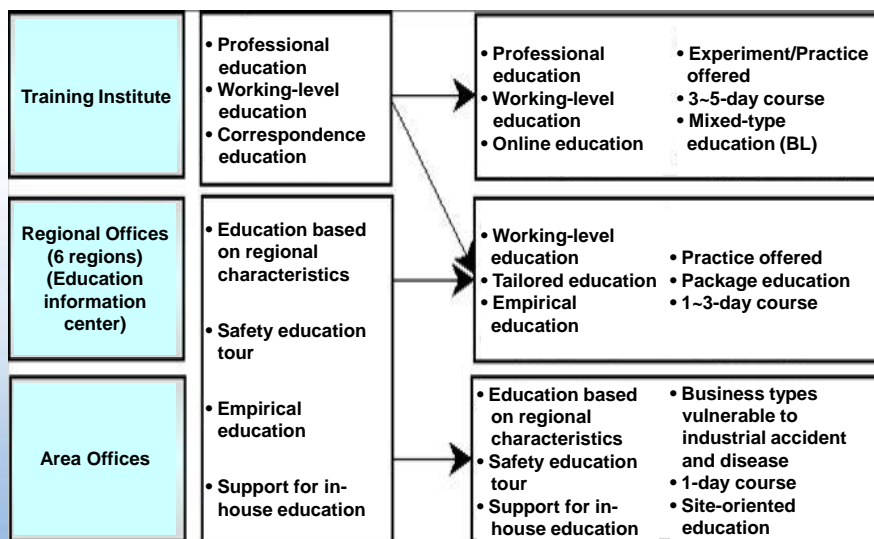 Training Institute
• Professional
education
• Working-level
education
• Correspondence
education
• Professional
education
• Working-level
education
• Online education
• Experiment/Practice
offered
• 3~5-day course
• Mixed-type
education (BL)
Regional Offices
(6 regions)
(Education
information
center)
Area Offices
• Education based
on regional
characteristics
• Safety education
tour
• Empirical
education
• Support for in-
house education
• Working-level
education
• Tailored education
• Empirical
education
• Practice offered
• Package education
• 1~3-day course
• Education based
on regional
characteristics
• Safety education
tour
• Support for in-
house education
• Business types
vulnerable to
industrial accident
and disease
• 1-day course
• Site-oriented
education